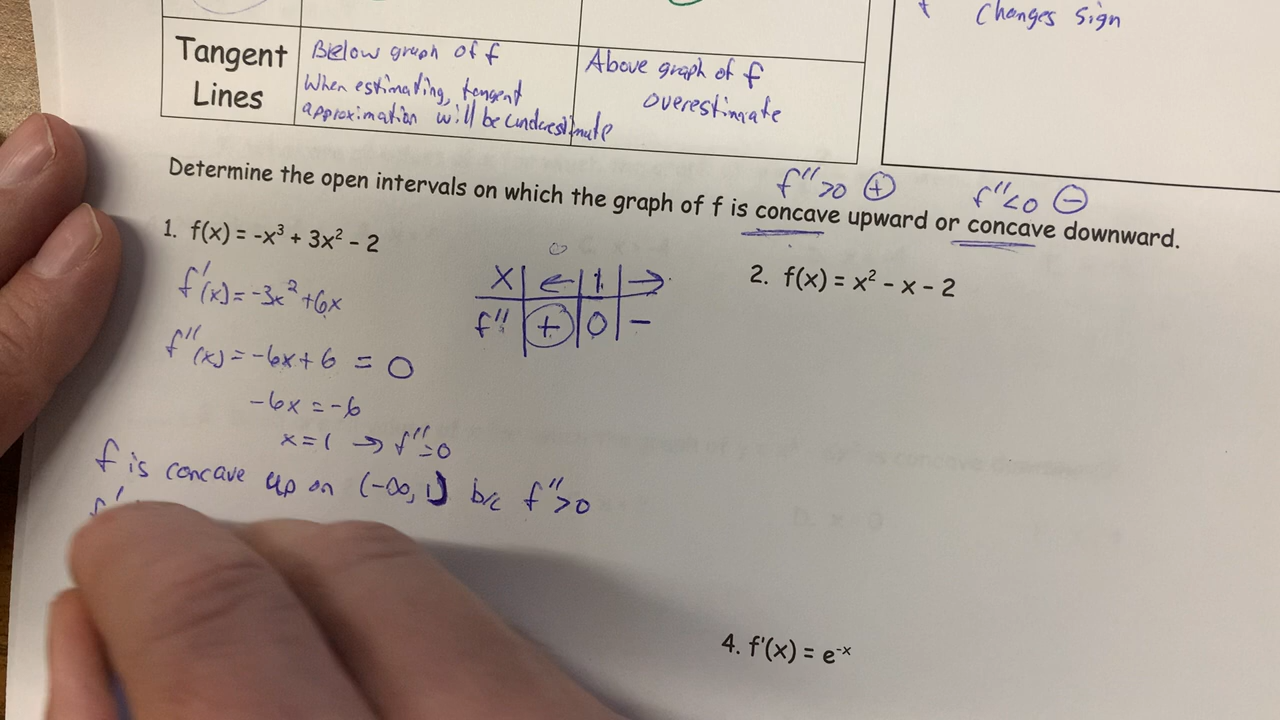 Changes Sign
Tangent Lines
Below graph of f
When estimating, tangent
approximation will be underestimate
Above graph of f
overestimate
f''>0 ⊕
f''<0 ⊖
Determine the open intervals on which the graph of f is concave upward or concave downward.
1. f(x) = -x³ + 3x² - 2
f'(x) = -3x² + 6x
f''(x) = -6x + 6 = 0
-6x = -6
x = 1 → f''=0
0
X | ← | 1 | →
f'' | + | 0 | −
f is concave up on (-∞, 1) b/c f''>0
2. f(x) = x² - x - 2
4. f'(x) = e⁻ˣ